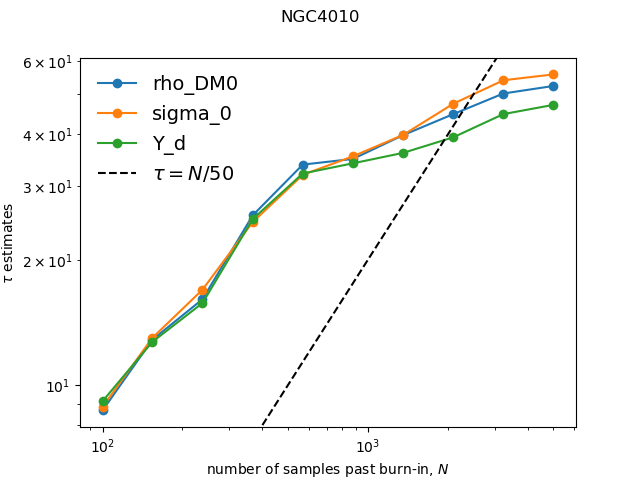 NGC4010
6 × 10¹
4 × 10¹
3 × 10¹
2 × 10¹
10¹
τ estimates
rho_DM0
sigma_0
Y_d
τ = N/50
10² 10³
number of samples past burn-in, N